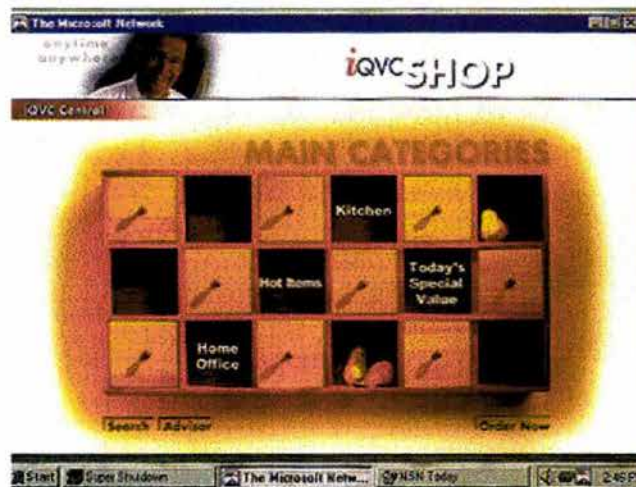 The Microsoft Network
anytime
anywhere
iQVC SHOP
iQVC Central
MAIN CATEGORIES
Kitchen
Hot Items
Today's
Special
Value
Home
Office
Search
Advisor
Order Now
Start
Super Shutdown
The Microsoft Netw...
MSN Today